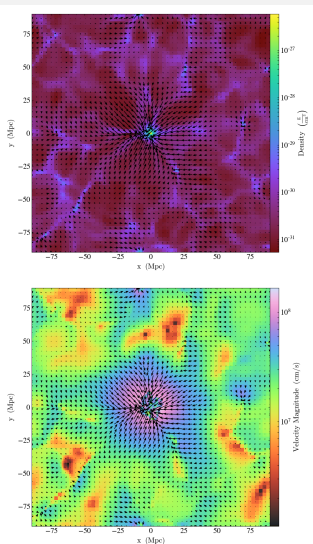 75
50
25
0
−25
−50
−75
y (Mpc)
−75 −50 −25 0 25 50 75
x (Mpc)
10⁻²⁷
10⁻²⁸
10⁻²⁹
10⁻³⁰
10⁻³¹
Density (g/cm³)
75
50
25
0
−25
−50
−75
y (Mpc)
−75 −50 −25 0 25 50 75
x (Mpc)
10⁸
10⁷
Velocity Magnitude (cm/s)